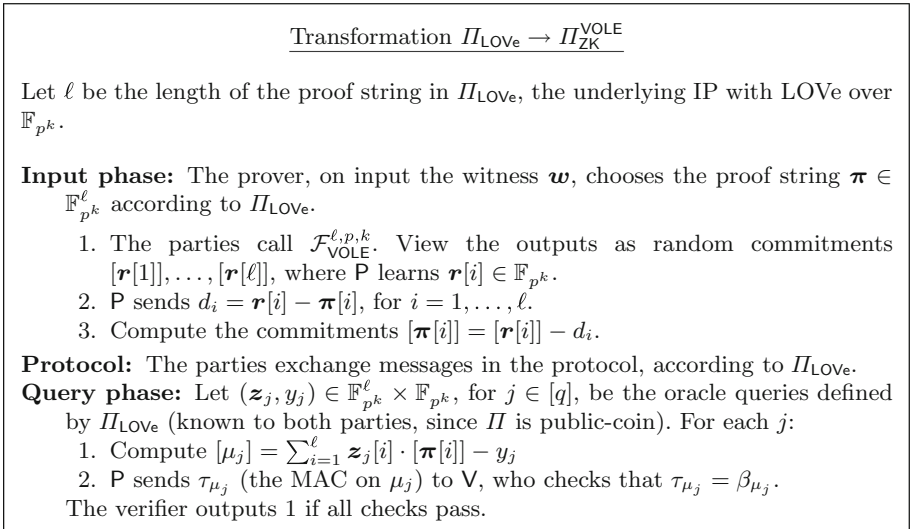 Transformation Π_LOVe → Π^VOLE_ZK
Let ℓ be the length of the proof string in Π_LOVe, the underlying IP with LOVe over
𝔽_{p^k}.
Input phase: The prover, on input the witness w, chooses the proof string π ∈
𝔽^ℓ_{p^k} according to Π_LOVe.
1. The parties call ℱ^{ℓ,p,k}_VOLE. View the outputs as random commitments
[r[1]], . . . , [r[ℓ]], where P learns r[i] ∈ 𝔽_{p^k}.
2. P sends d_i = r[i] − π[i], for i = 1, . . . , ℓ.
3. Compute the commitments [π[i]] = [r[i]] − d_i.
Protocol: The parties exchange messages in the protocol, according to Π_LOVe.
Query phase: Let (z_j, y_j) ∈ 𝔽^ℓ_{p^k} × 𝔽_{p^k}, for j ∈ [q], be the oracle queries defined
by Π_LOVe (known to both parties, since Π is public-coin). For each j:
1. Compute [μ_j] = ∑^ℓ_{i=1} z_j[i] · [π[i]] − y_j
2. P sends τ_{μ_j} (the MAC on μ_j) to V, who checks that τ_{μ_j} = β_{μ_j}.
The verifier outputs 1 if all checks pass.